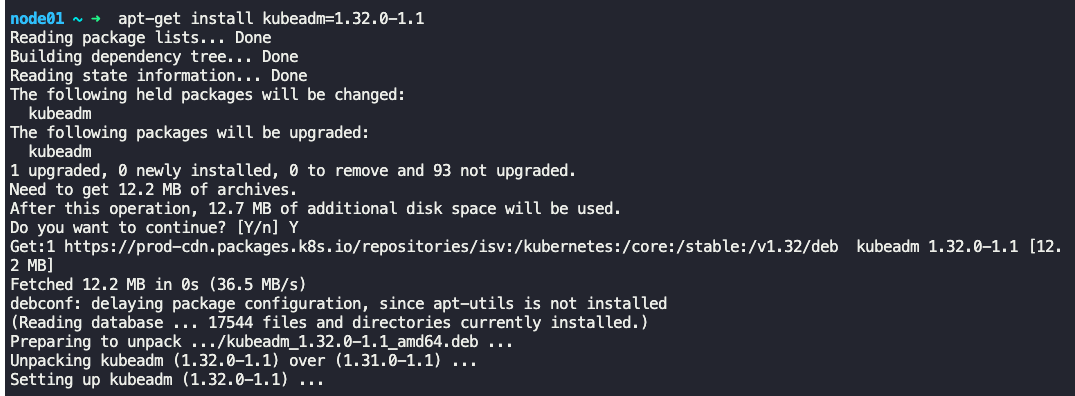 node01 ~ ➜  apt-get install kubeadm=1.32.0-1.1
Reading package lists... Done
Building dependency tree... Done
Reading state information... Done
The following held packages will be changed:
  kubeadm
The following packages will be upgraded:
  kubeadm
1 upgraded, 0 newly installed, 0 to remove and 93 not upgraded.
Need to get 12.2 MB of archives.
After this operation, 12.7 MB of additional disk space will be used.
Do you want to continue? [Y/n] Y
Get:1 https://prod-cdn.packages.k8s.io/repositories/isv:/kubernetes:/core:/stable:/v1.32/deb  kubeadm 1.32.0-1.1 [12.
2 MB]
Fetched 12.2 MB in 0s (36.5 MB/s)
debconf: delaying package configuration, since apt-utils is not installed
(Reading database ... 17544 files and directories currently installed.)
Preparing to unpack .../kubeadm_1.32.0-1.1_amd64.deb ...
Unpacking kubeadm (1.32.0-1.1) over (1.31.0-1.1) ...
Setting up kubeadm (1.32.0-1.1) ...